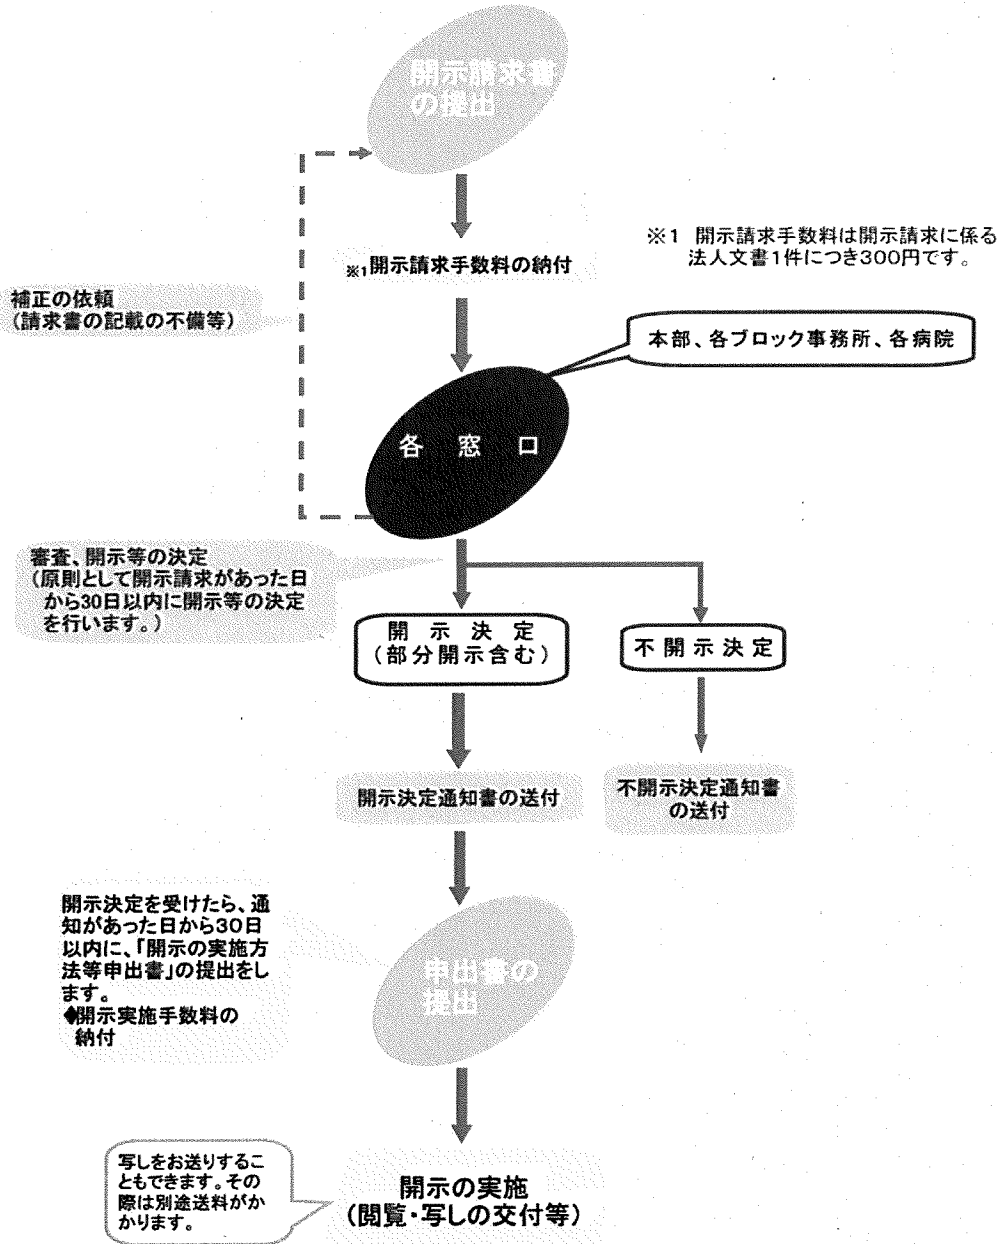 開示請求書
の提出
※1開示請求手数料の納付
※1 開示請求手数料は開示請求に係る
法人文書1件につき300円です。
補正の依頼
(請求書の記載の不備等)
本部、各ブロック事務所、各病院
各窓口
審査、開示等の決定
(原則として開示請求があった日
から30日以内に開示等の決定
を行います。)
開示決定
(部分開示含む)
不開示決定
開示決定通知書の送付
不開示決定通知書
の送付
開示決定を受けたら、通
知があった日から30日
以内に、「開示の実施方
法等申出書」の提出をし
ます。
◆開示実施手数料の
納付
申出書の
提出
写しをお送りするこ
ともできます。その
際は別途送料がか
かります。
開示の実施
(閲覧・写しの交付等)